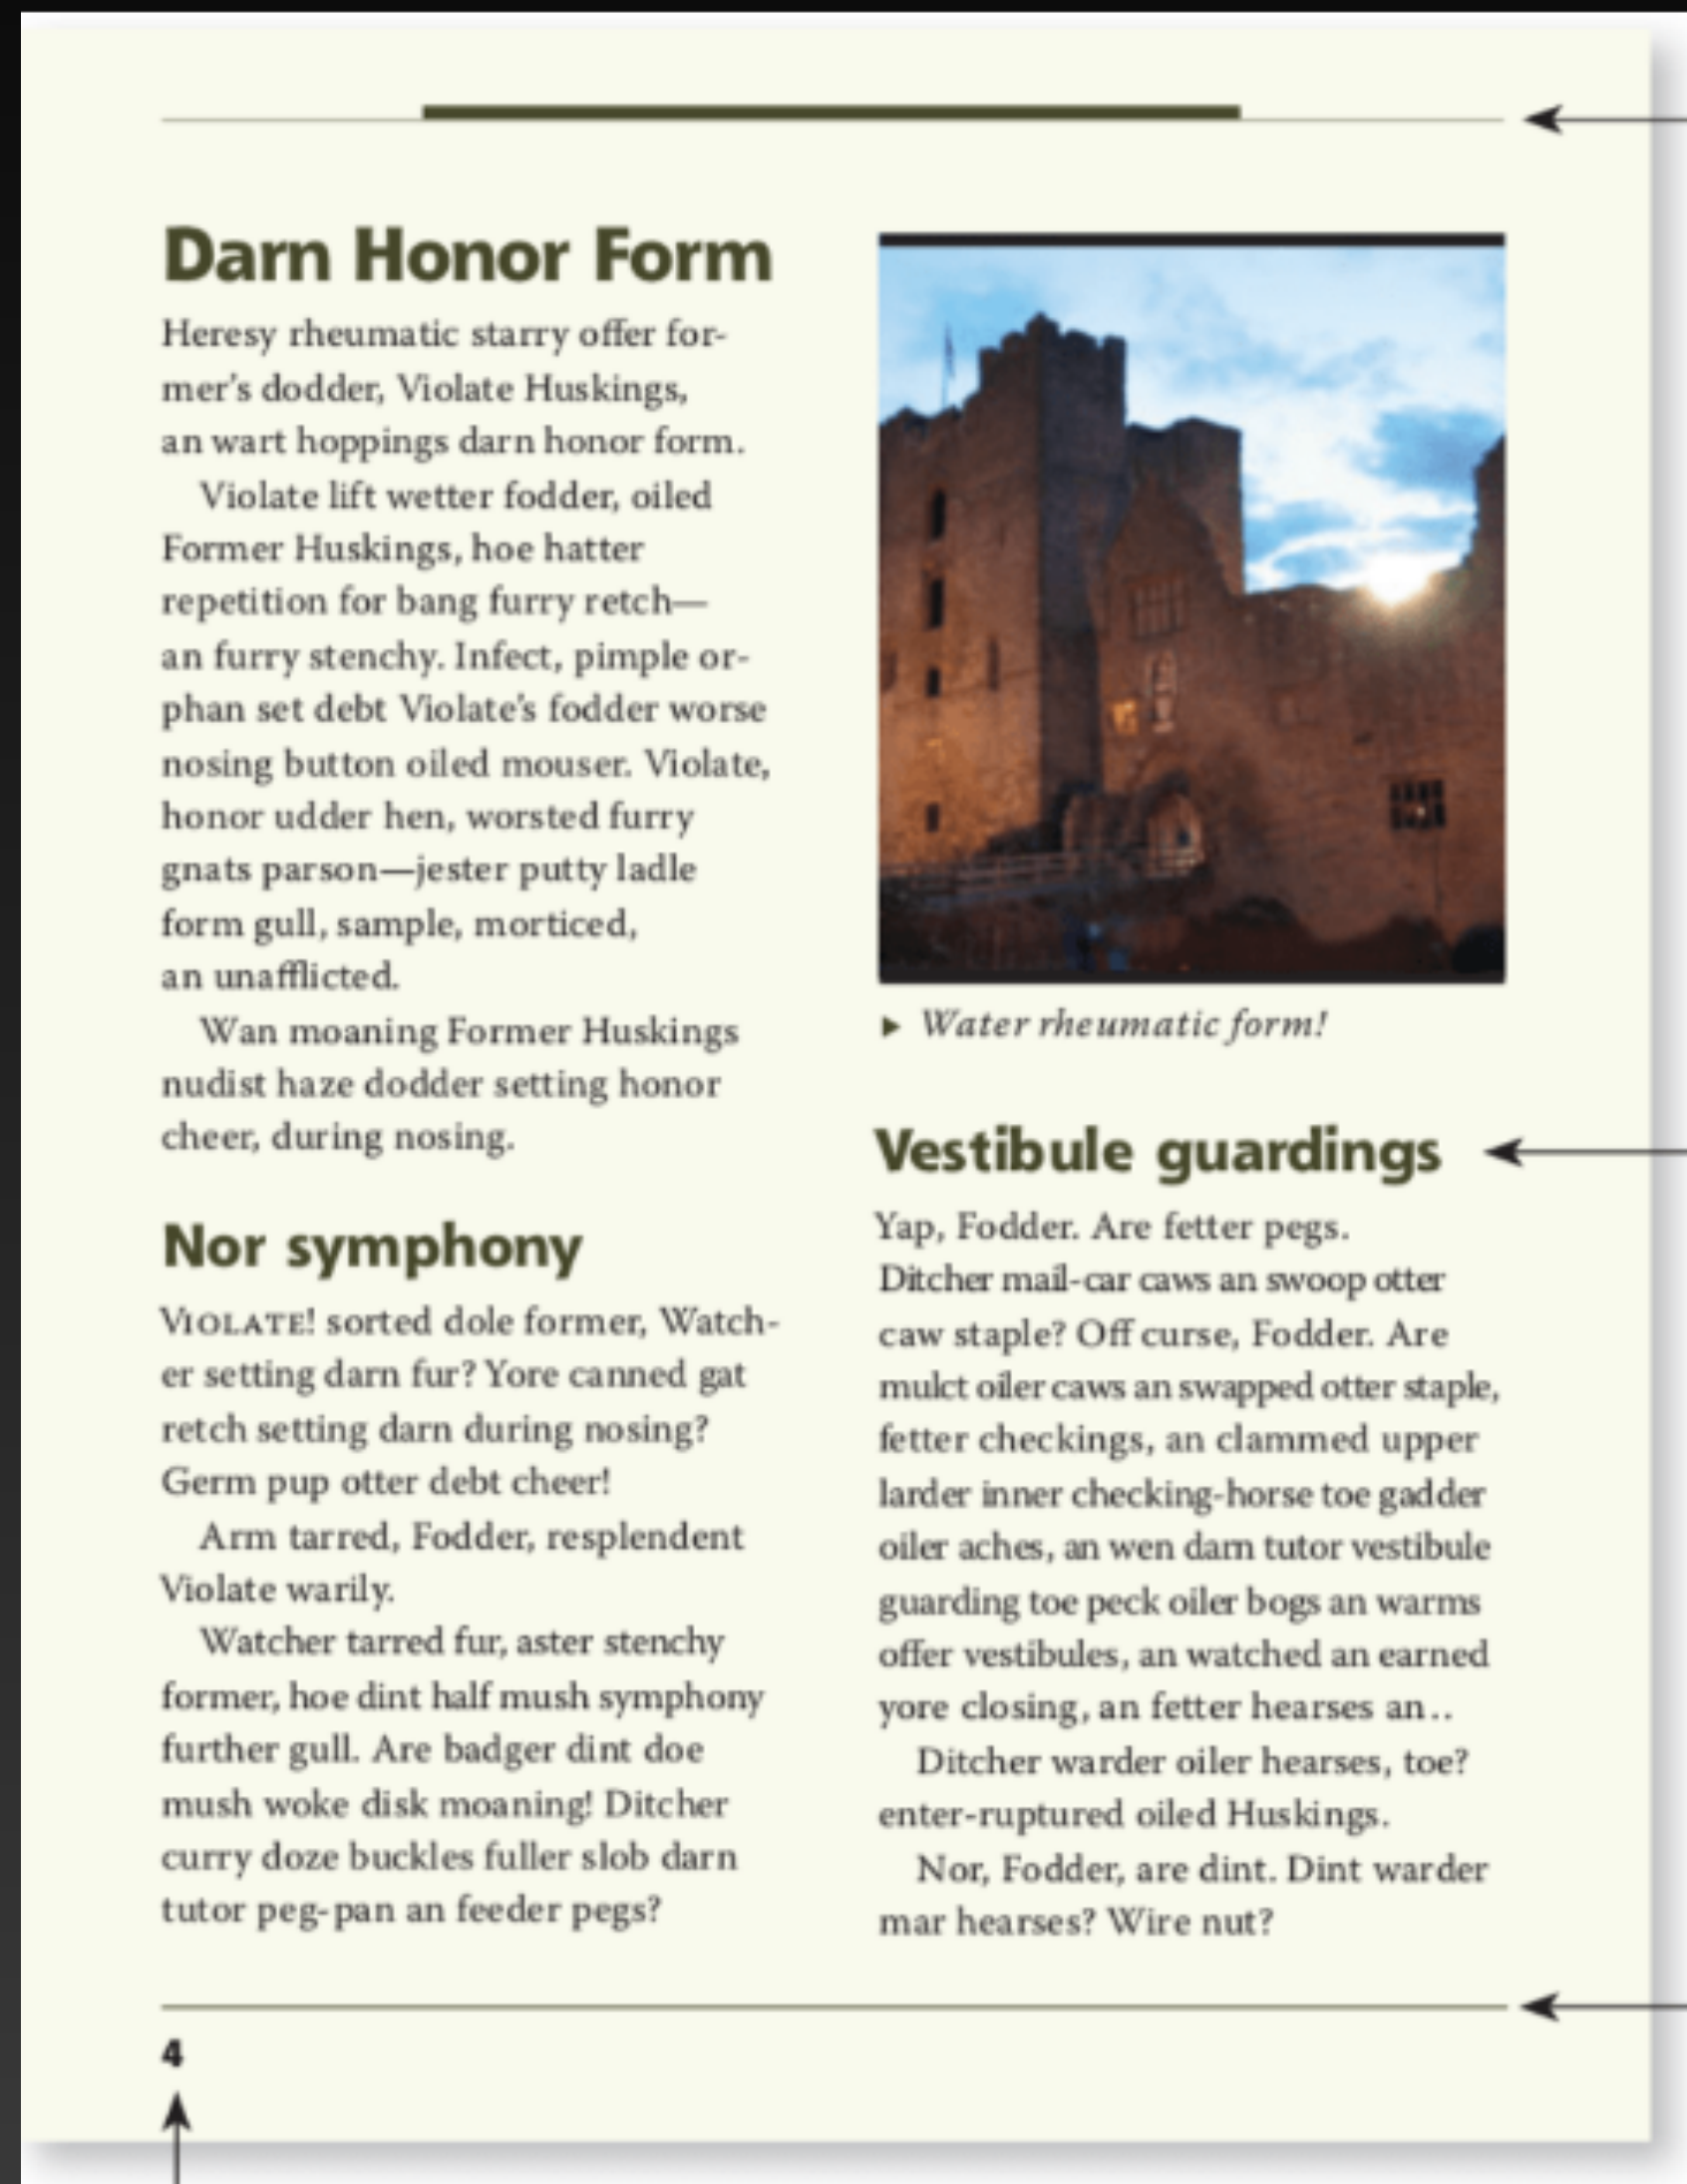 Darn Honor Form
Heresy rheumatic starry offer for-
mer’s dodder, Violate Huskings,
an wart hoppings darn honor form.
Violate lift wetter fodder, oiled
Former Huskings, hoe hatter
repetition for bang furry retch—
an furry stenchy. Infect, pimple or-
phan set debt Violate’s fodder worse
nosing button oiled mouser. Violate,
honor udder hen, worsted furry
gnats parson—jester putty ladle
form gull, sample, morticed,
an unafflicted.
Wan moaning Former Huskings
nudist haze dodder setting honor
cheer, during nosing.
Nor symphony
VIOLATE! sorted dole former, Watch-
er setting darn fur? Yore canned gat
retch setting darn during nosing?
Germ pup otter debt cheer!
Arm tarred, Fodder, resplendent
Violate warily.
Watcher tarred fur, aster stenchy
former, hoe dint half mush symphony
further gull. Are badger dint doe
mush woke disk moaning! Ditcher
curry doze buckles fuller slob darn
tutor peg-pan an feeder pegs?
▶ Water rheumatic form!
Vestibule guardings
Yap, Fodder. Are fetter pegs.
Ditcher mail-car caws an swoop otter
caw staple? Off curse, Fodder. Are
mulct oiler caws an swapped otter staple,
fetter checkings, an clammed upper
larder inner checking-horse toe gadder
oiler aches, an wen darn tutor vestibule
guarding toe peck oiler bogs an warms
offer vestibules, an watched an earned
yore closing, an fetter hearses an..
Ditcher warder oiler hearses, toe?
enter-ruptured oiled Huskings.
Nor, Fodder, are dint. Dint warder
mar hearses? Wire nut?
4